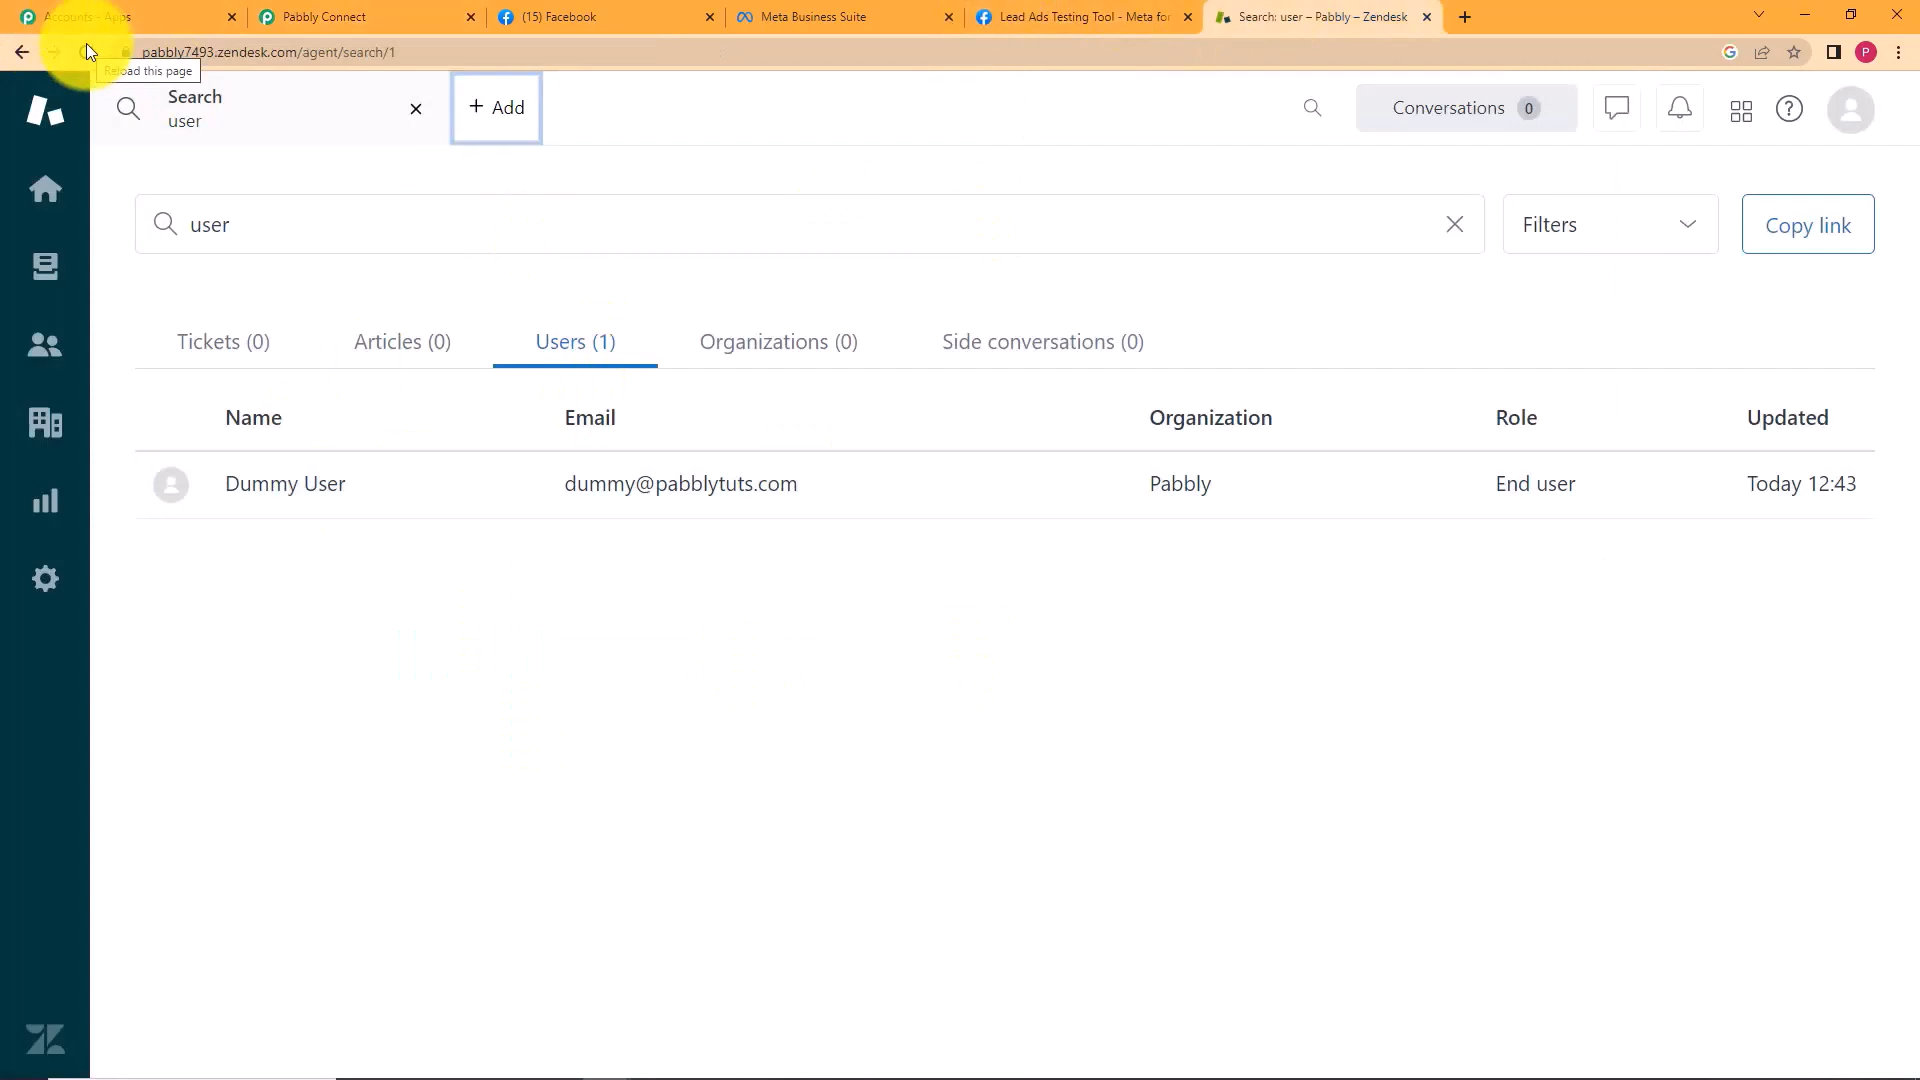 Accounts - Apps
Pabbly Connect
(15) Facebook
Meta Business Suite
Lead Ads Testing Tool - Meta for
Search: user – Pabbly – Zendesk
pabbly7493.zendesk.com/agent/search/1
Reload this page
Search
user
+ Add
Conversations 0
user
Filters
Copy link
Tickets (0)
Articles (0)
Users (1)
Organizations (0)
Side conversations (0)
Name Email Organization Role Updated
Dummy User dummy@pabblytuts.com Pabbly End user Today 12:43